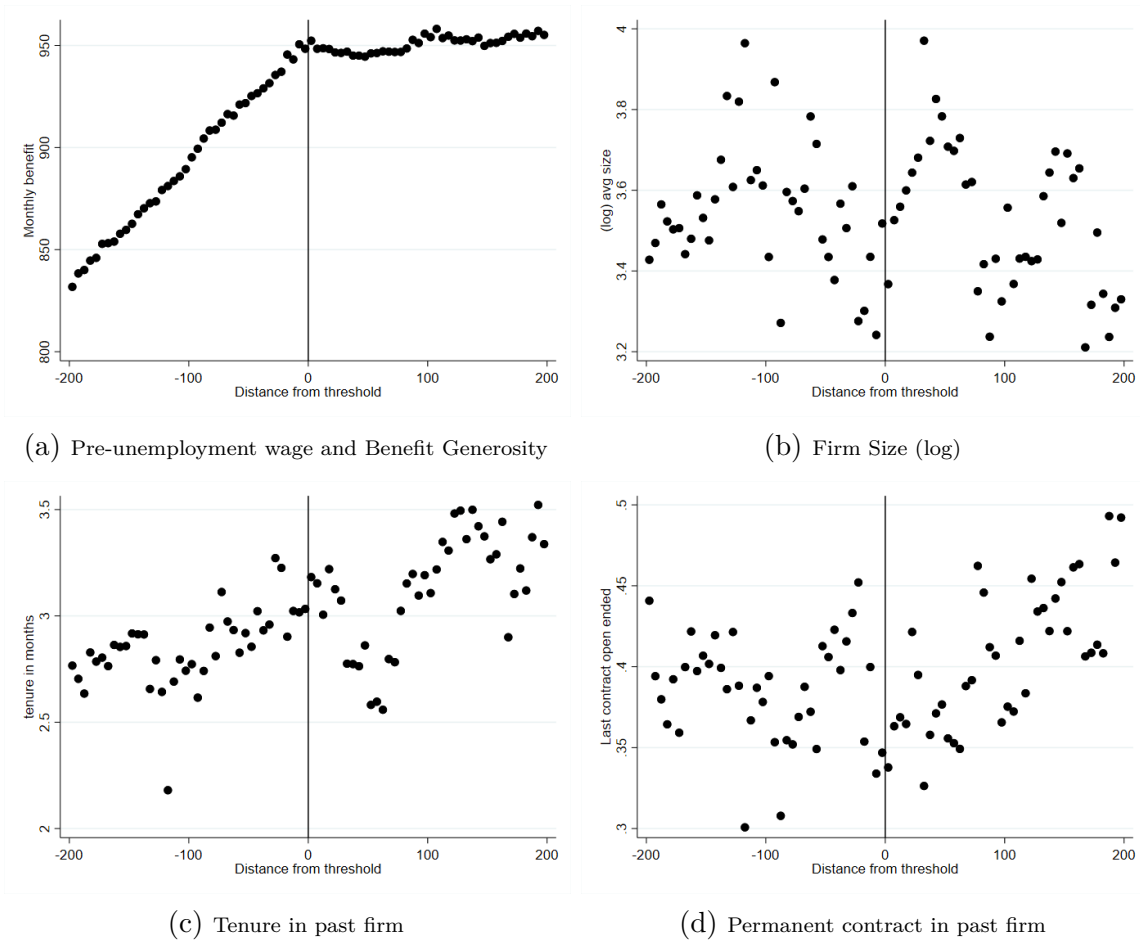 Monthly benefit
950
900
850
800
-200 -100 0 100 200
Distance from threshold
(a) Pre-unemployment wage and Benefit Generosity
(log) avg size
4
3.8
3.6
3.4
3.2
-200 -100 0 100 200
Distance from threshold
(b) Firm Size (log)
tenure in months
3.5
3
2.5
2
-200 -100 0 100 200
Distance from threshold
(c) Tenure in past firm
Last contract open ended
.5
.45
.4
.35
.3
-200 -100 0 100 200
Distance from threshold
(d) Permanent contract in past firm